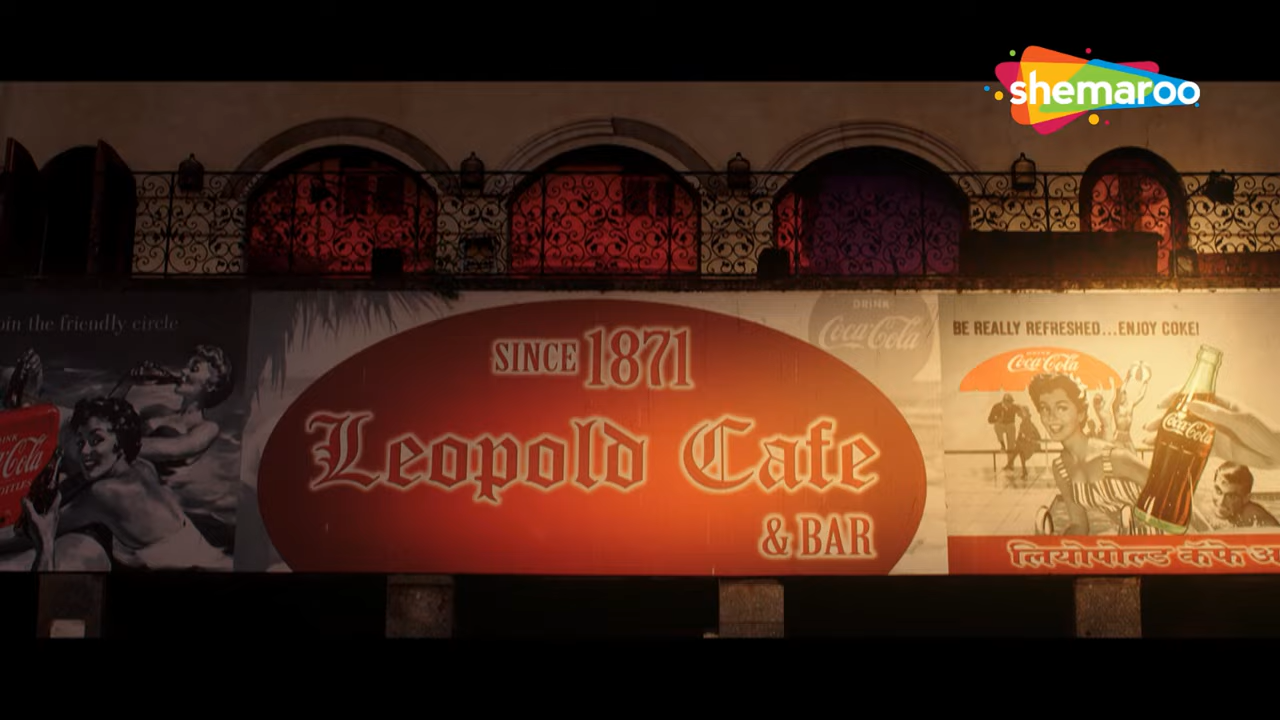 shemaroo
join the friendly circle
SINCE 1871
Leopold Cafe
& BAR
DRINK
Coca-Cola
BE REALLY REFRESHED...ENJOY COKE!
Coca-Cola
Coca-Cola
लियोपोल्ड कॅफे